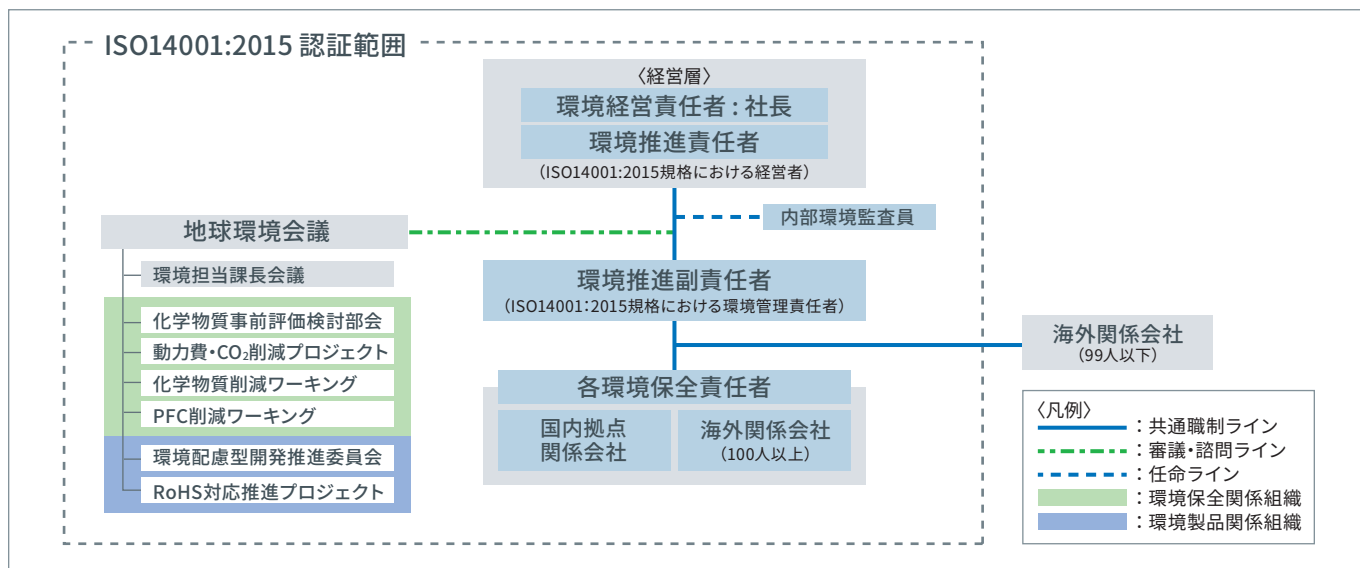 ISO14001:2015 認証範囲
〈経営層〉
環境経営責任者 : 社長
環境推進責任者
（ISO14001:2015規格における経営者）
内部環境監査員
地球環境会議
環境担当課長会議
化学物質事前評価検討部会
動力費・CO₂削減プロジェクト
化学物質削減ワーキング
PFC削減ワーキング
環境配慮型開発推進委員会
RoHS対応推進プロジェクト
環境推進副責任者
（ISO14001：2015規格における環境管理責任者）
海外関係会社
（99人以下）
各環境保全責任者
国内拠点
関係会社
海外関係会社
（100人以上）
〈凡例〉
：共通職制ライン
：審議・諮問ライン
：任命ライン
：環境保全関係組織
：環境製品関係組織